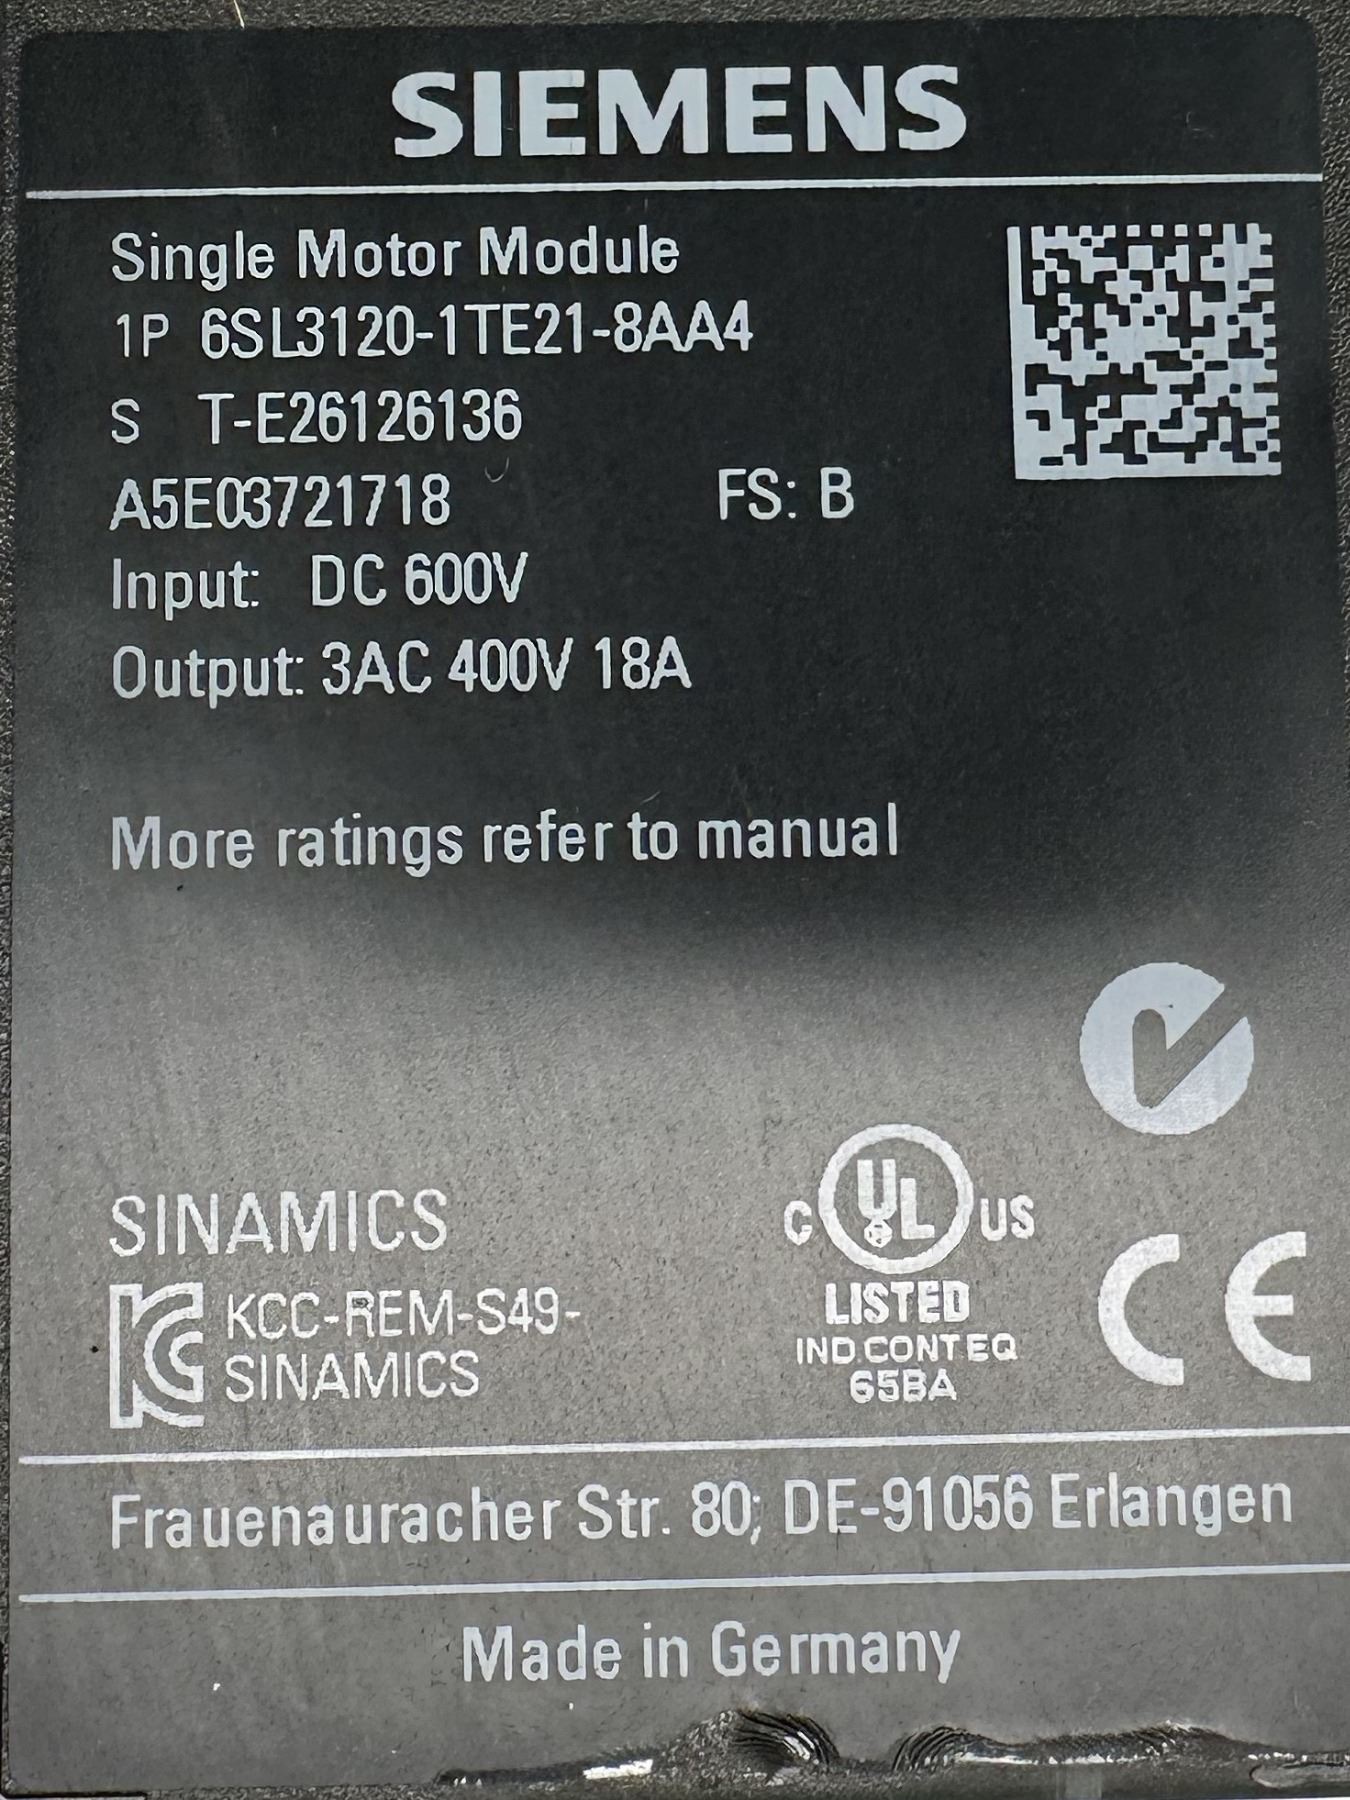 SIEMENS
Single Motor Module
1P 6SL3120-1TE21-8AA4
S T-E26126136
A5E03721718 FS: B
Input: DC 600V
Output: 3AC 400V 18A
More ratings refer to manual
SINAMICS
KCC-REM-S49-
SINAMICS
C UL US
LISTED
IND.CONT.EQ
65BA
CE
Frauenauracher Str. 80; DE-91056 Erlangen
Made in Germany